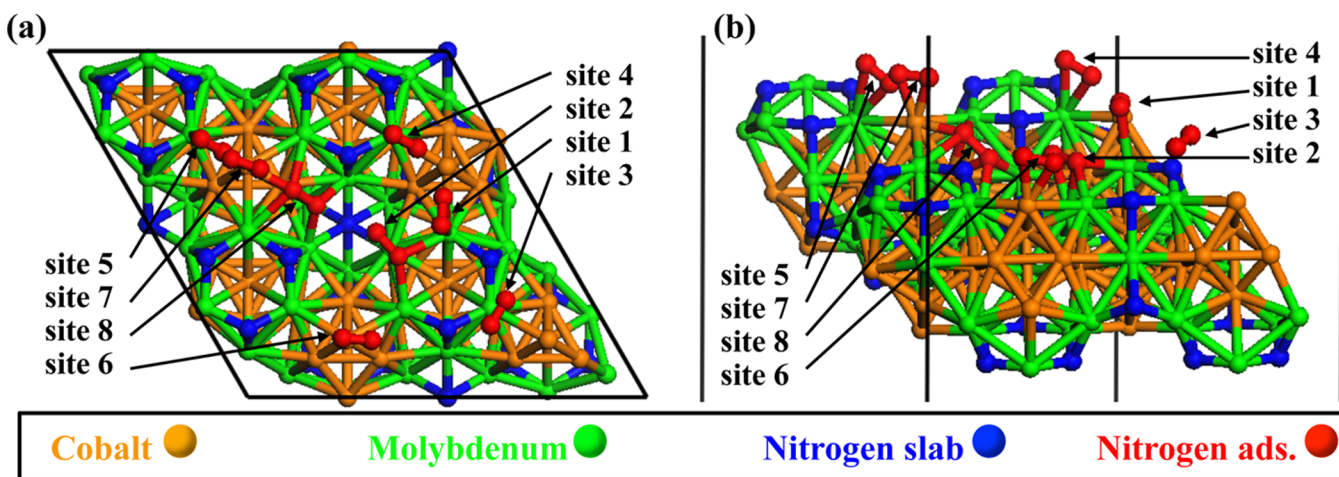 (a)
site 4
site 2
site 1
site 3
site 5
site 7
site 8
site 6
(b)
site 4
site 1
site 3
site 2
site 5
site 7
site 8
site 6
Cobalt
Molybdenum
Nitrogen slab
Nitrogen ads.